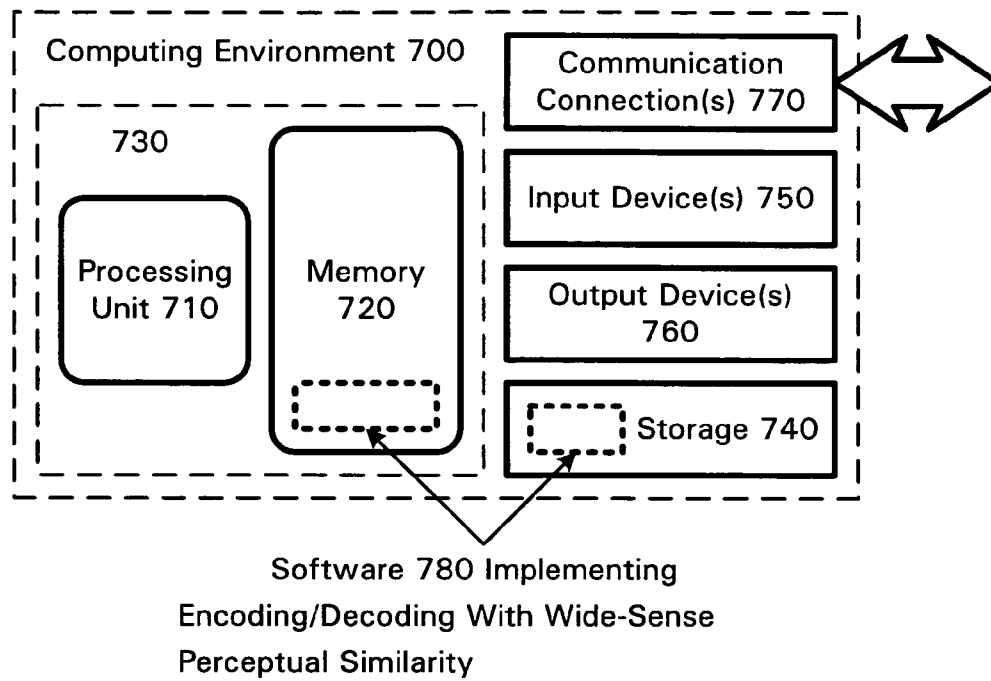 Computing Environment 700
Communication
Connection(s) 770
730
Input Device(s) 750
Processing
Unit 710
Memory
720
Output Device(s)
760
Storage 740
Software 780 Implementing
Encoding/Decoding With Wide-Sense
Perceptual Similarity